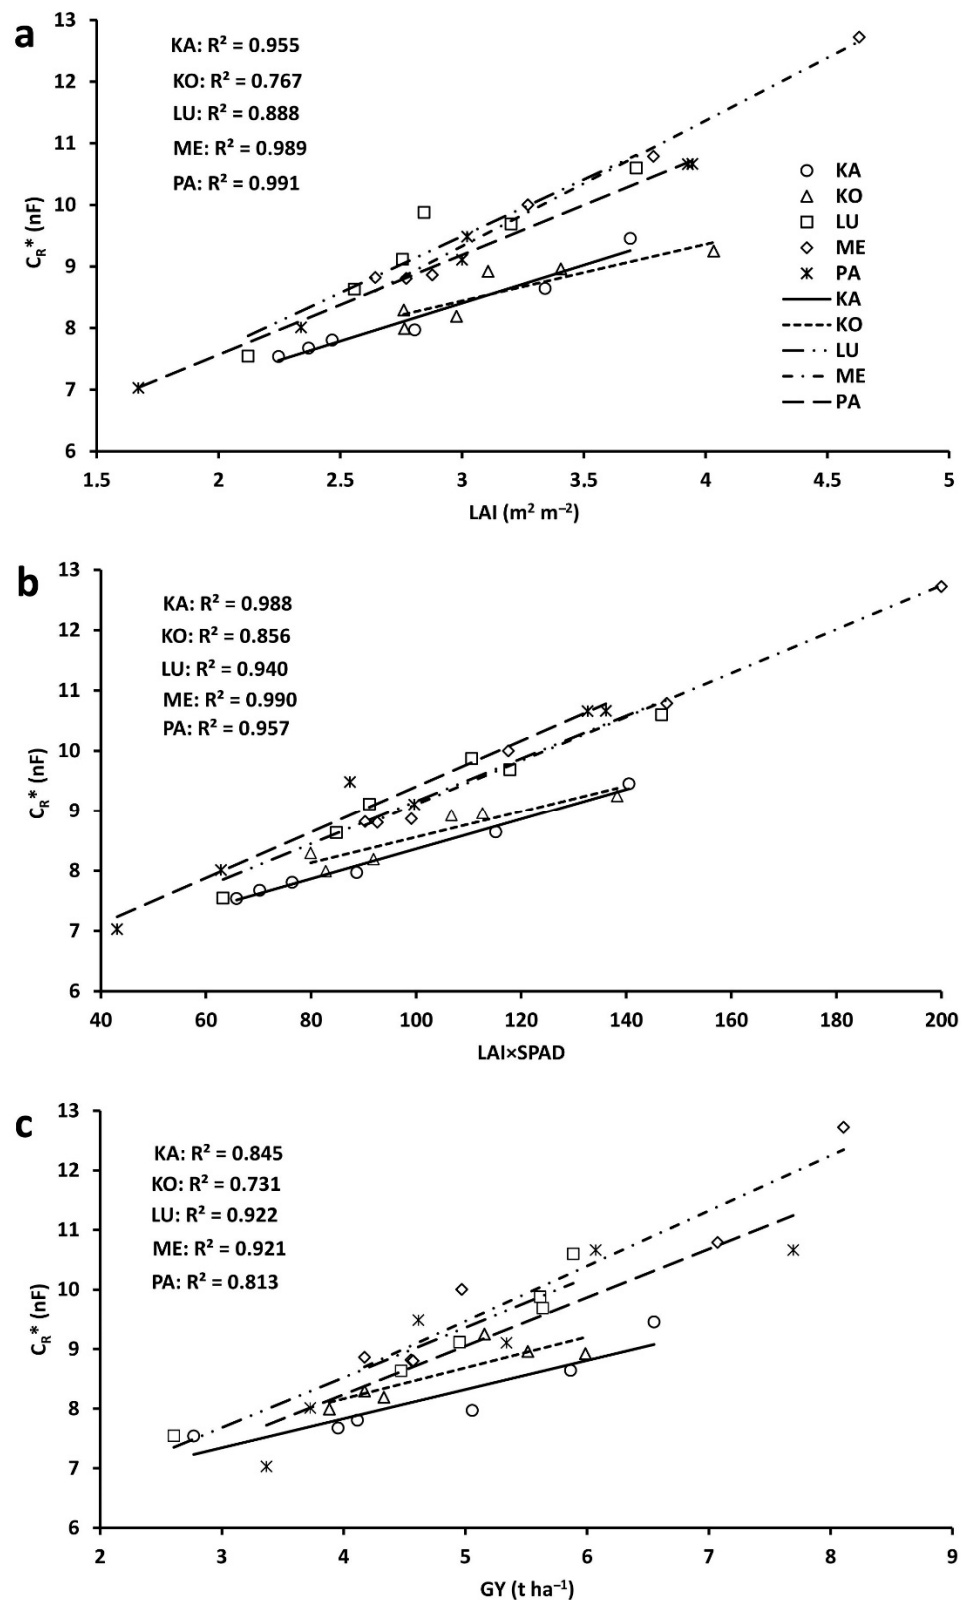 a
13
12
11
10
9
8
7
6
C_R* (nF)
KA: R² = 0.955
KO: R² = 0.767
LU: R² = 0.888
ME: R² = 0.989
PA: R² = 0.991
KA
KO
LU
ME
PA
KA
KO
LU
ME
PA
1.5 2 2.5 3 3.5 4 4.5 5
LAI (m² m⁻²)
b
13
12
11
10
9
8
7
6
C_R* (nF)
KA: R² = 0.988
KO: R² = 0.856
LU: R² = 0.940
ME: R² = 0.990
PA: R² = 0.957
40 60 80 100 120 140 160 180 200
LAI×SPAD
c
13
12
11
10
9
8
7
6
C_R* (nF)
KA: R² = 0.845
KO: R² = 0.731
LU: R² = 0.922
ME: R² = 0.921
PA: R² = 0.813
2 3 4 5 6 7 8 9
GY (t ha⁻¹)